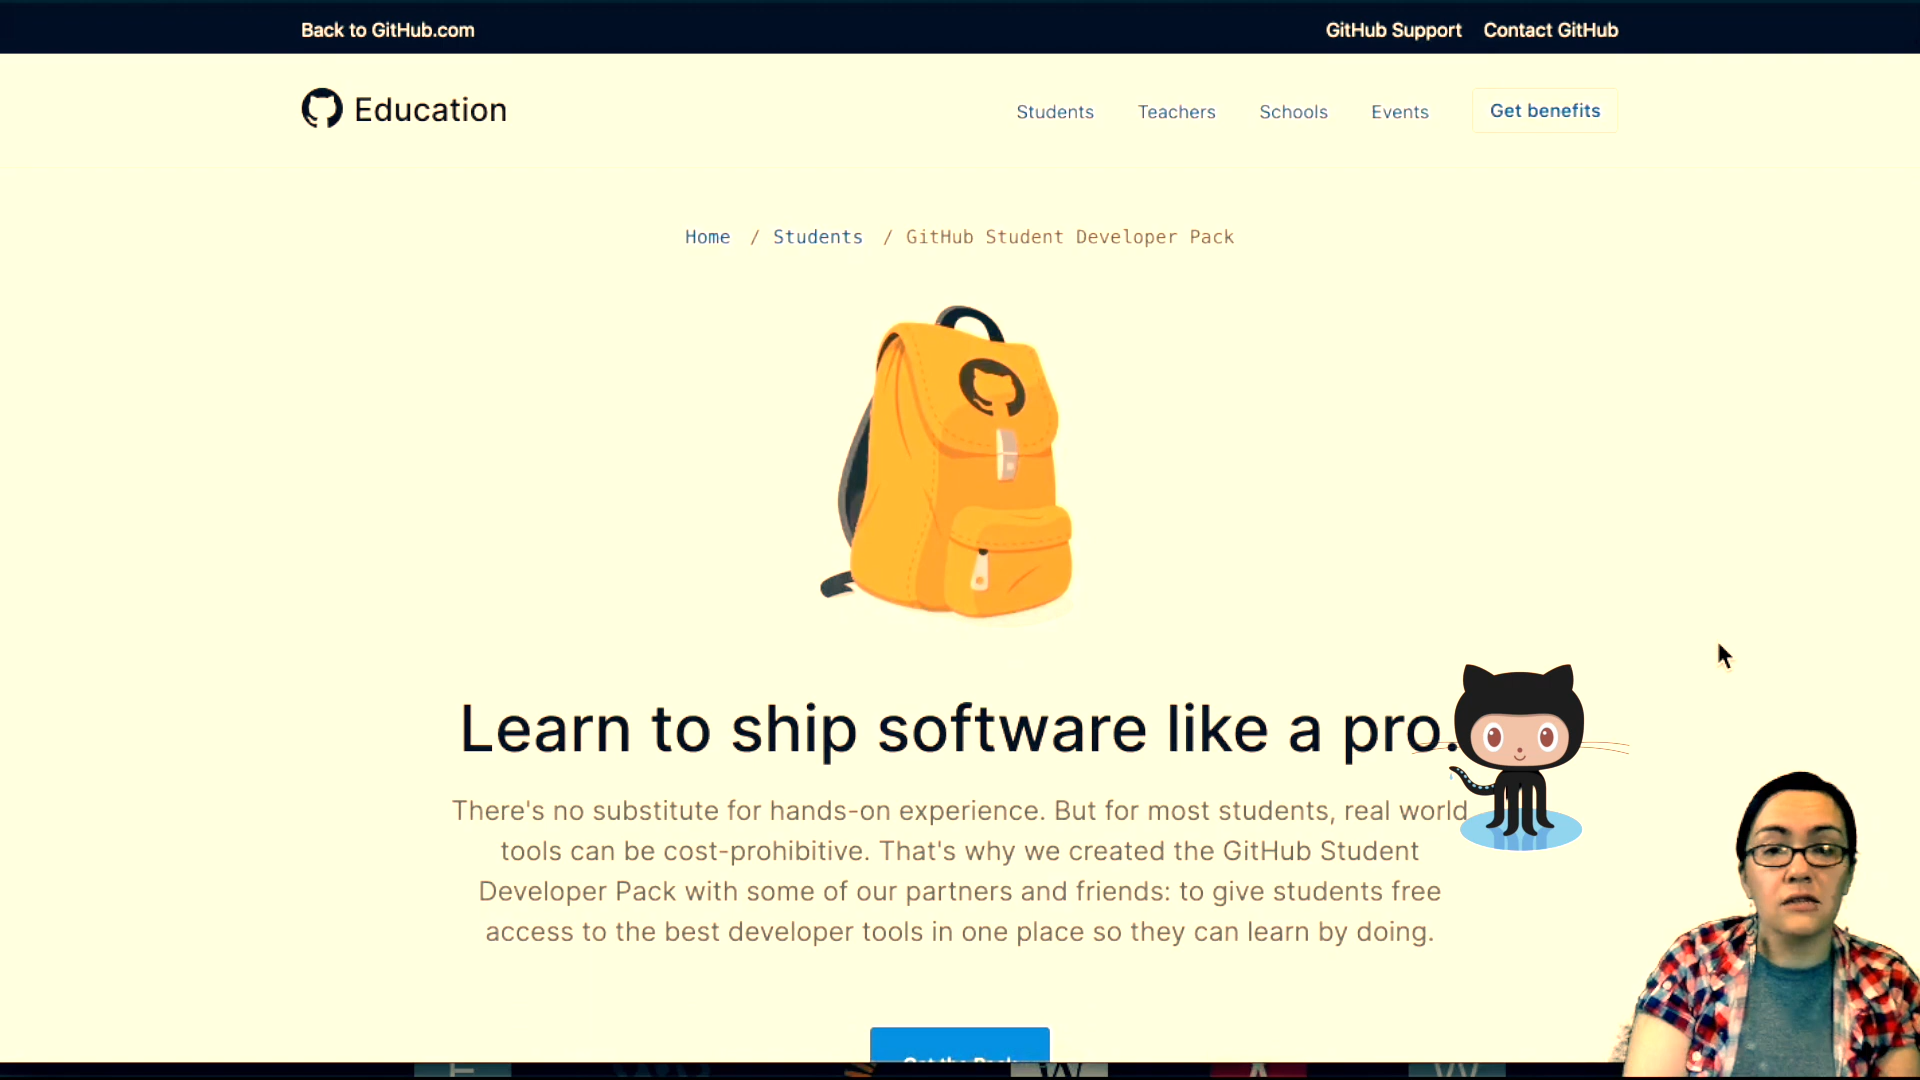 Back to GitHub.com
GitHub Support
Contact GitHub
Education
Students
Teachers
Schools
Events
Get benefits
Home / Students / GitHub Student Developer Pack
Learn to ship software like a pro.
There's no substitute for hands-on experience. But for most students, real world
tools can be cost-prohibitive. That's why we created the GitHub Student
Developer Pack with some of our partners and friends: to give students free
access to the best developer tools in one place so they can learn by doing.